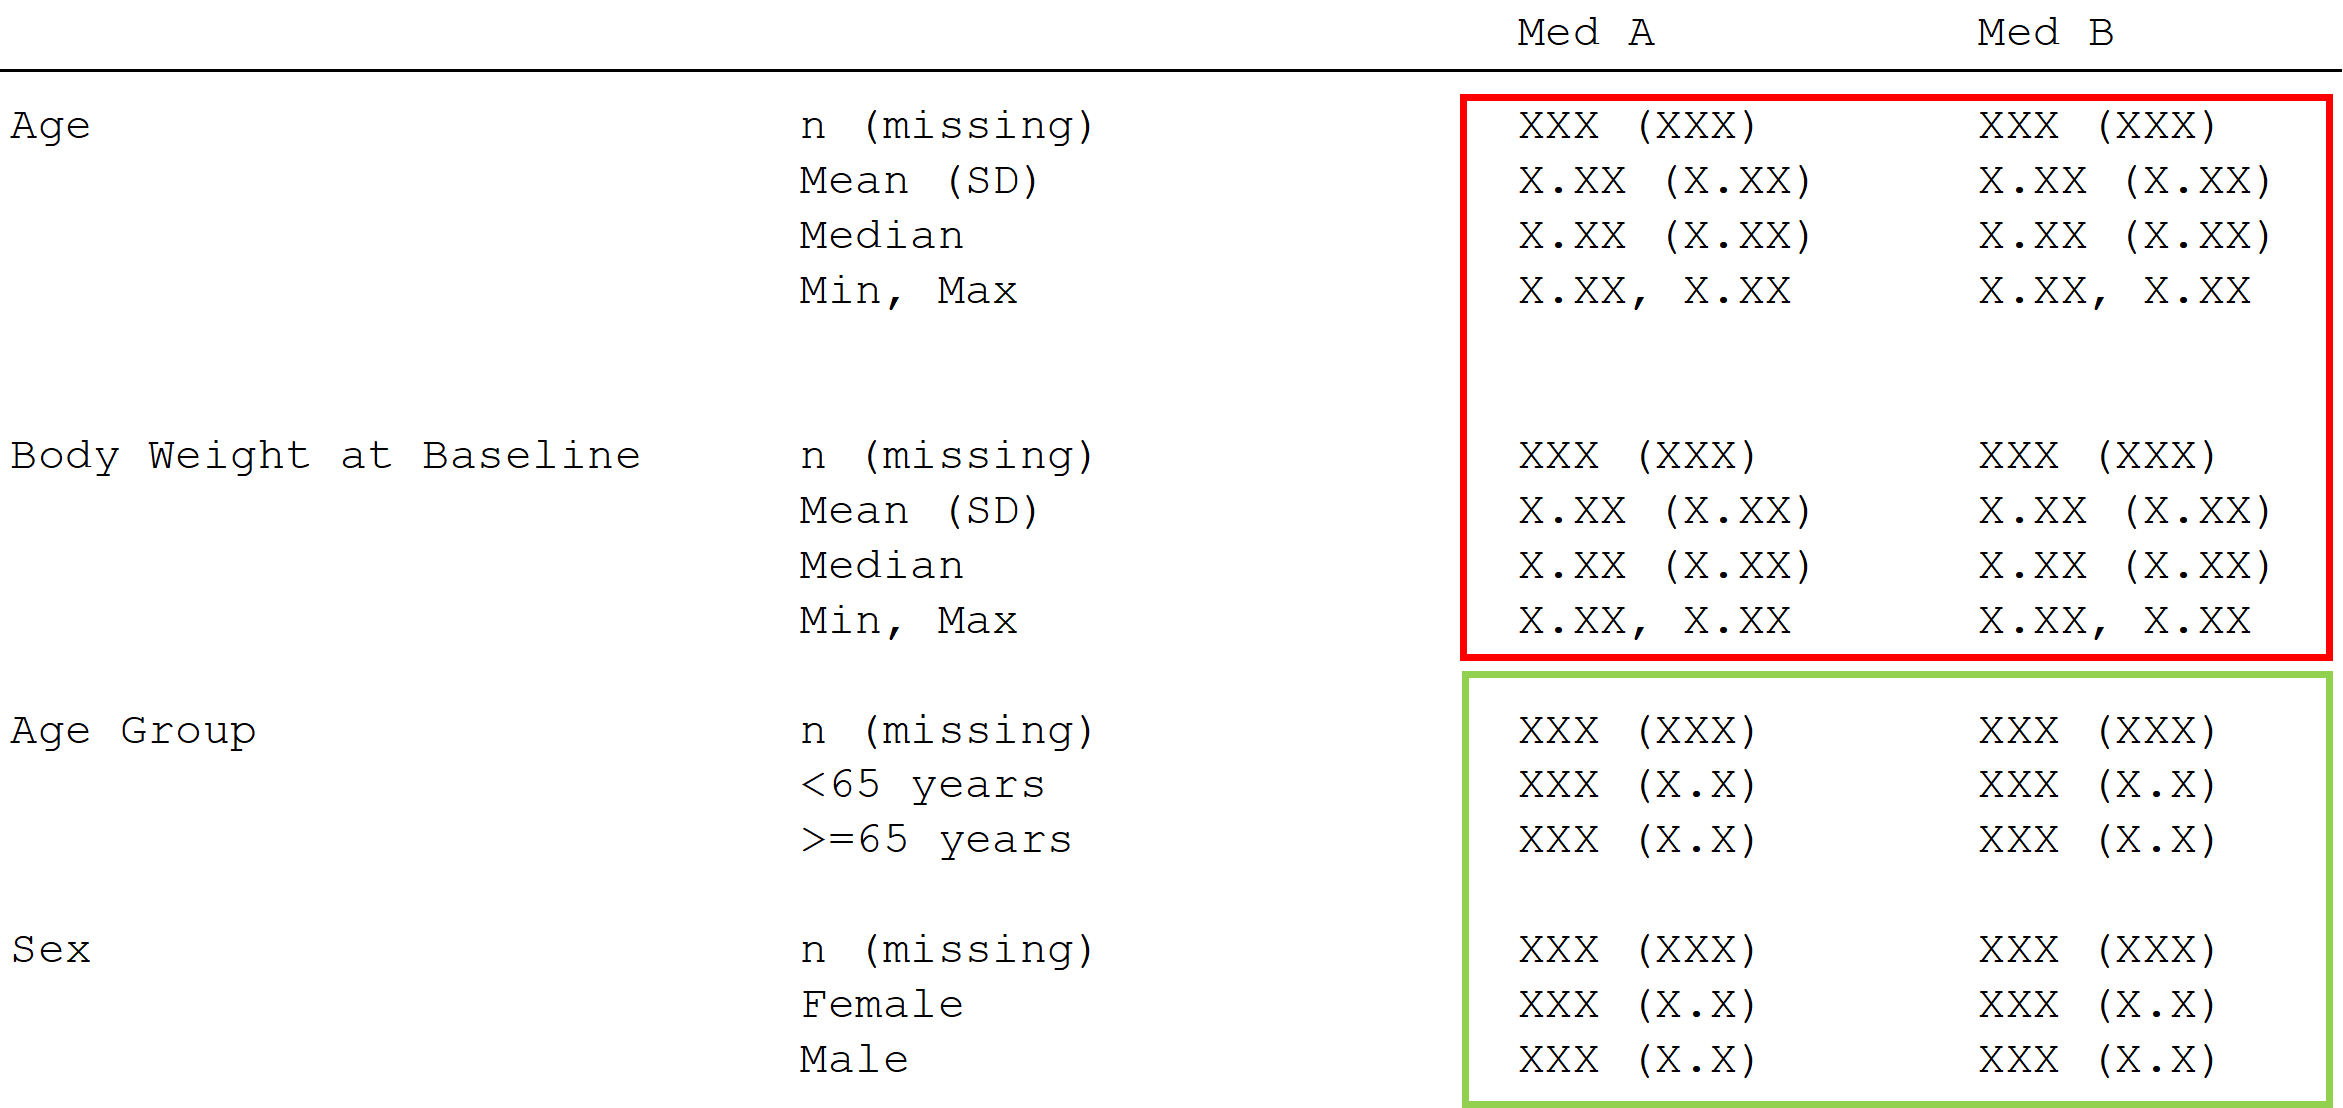 Med A Med B
Age n (missing) XXX (XXX) XXX (XXX)
Mean (SD) X.XX (X.XX) X.XX (X.XX)
Median X.XX (X.XX) X.XX (X.XX)
Min, Max X.XX, X.XX X.XX, X.XX
Body Weight at Baseline n (missing) XXX (XXX) XXX (XXX)
Mean (SD) X.XX (X.XX) X.XX (X.XX)
Median X.XX (X.XX) X.XX (X.XX)
Min, Max X.XX, X.XX X.XX, X.XX
Age Group n (missing) XXX (XXX) XXX (XXX)
<65 years XXX (X.X) XXX (X.X)
>=65 years XXX (X.X) XXX (X.X)
Sex n (missing) XXX (XXX) XXX (XXX)
Female XXX (X.X) XXX (X.X)
Male XXX (X.X) XXX (X.X)